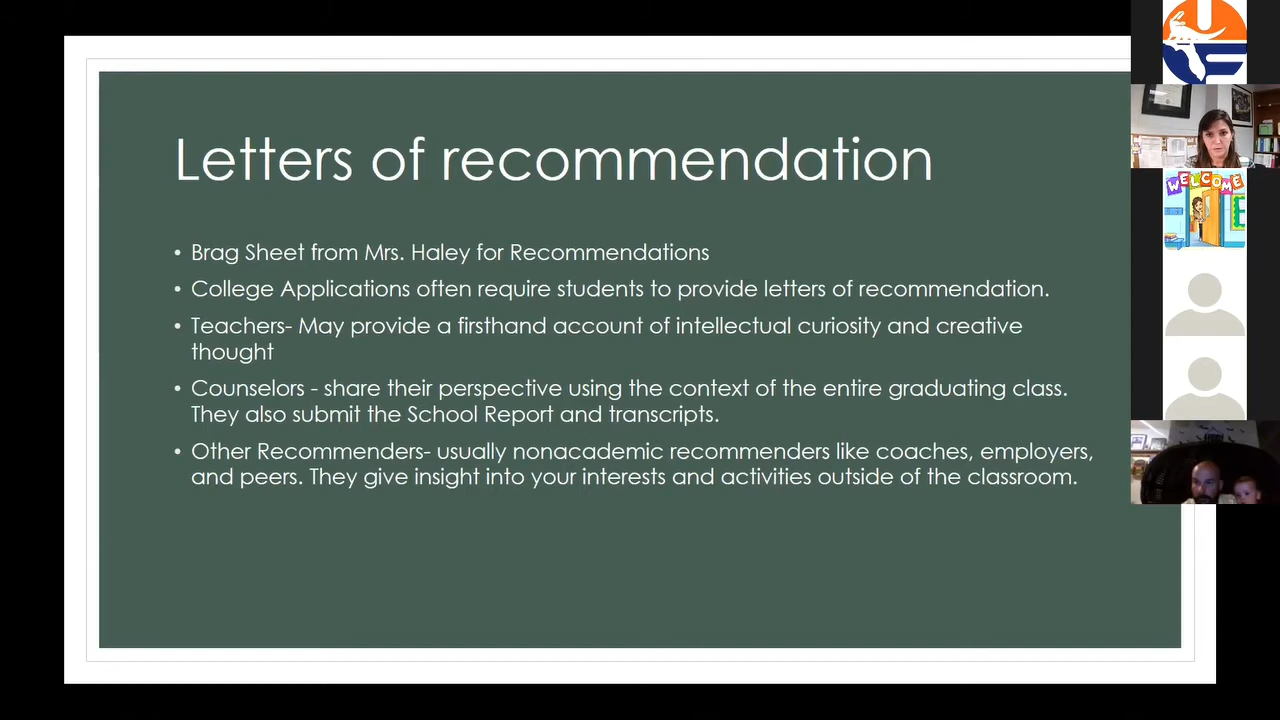 Letters of recommendation
• Brag Sheet from Mrs. Haley for Recommendations
• College Applications often require students to provide letters of recommendation.
• Teachers- May provide a firsthand account of intellectual curiosity and creative
thought
• Counselors - share their perspective using the context of the entire graduating class.
They also submit the School Report and transcripts.
• Other Recommenders- usually nonacademic recommenders like coaches, employers,
and peers. They give insight into your interests and activities outside of the classroom.
WELCOME